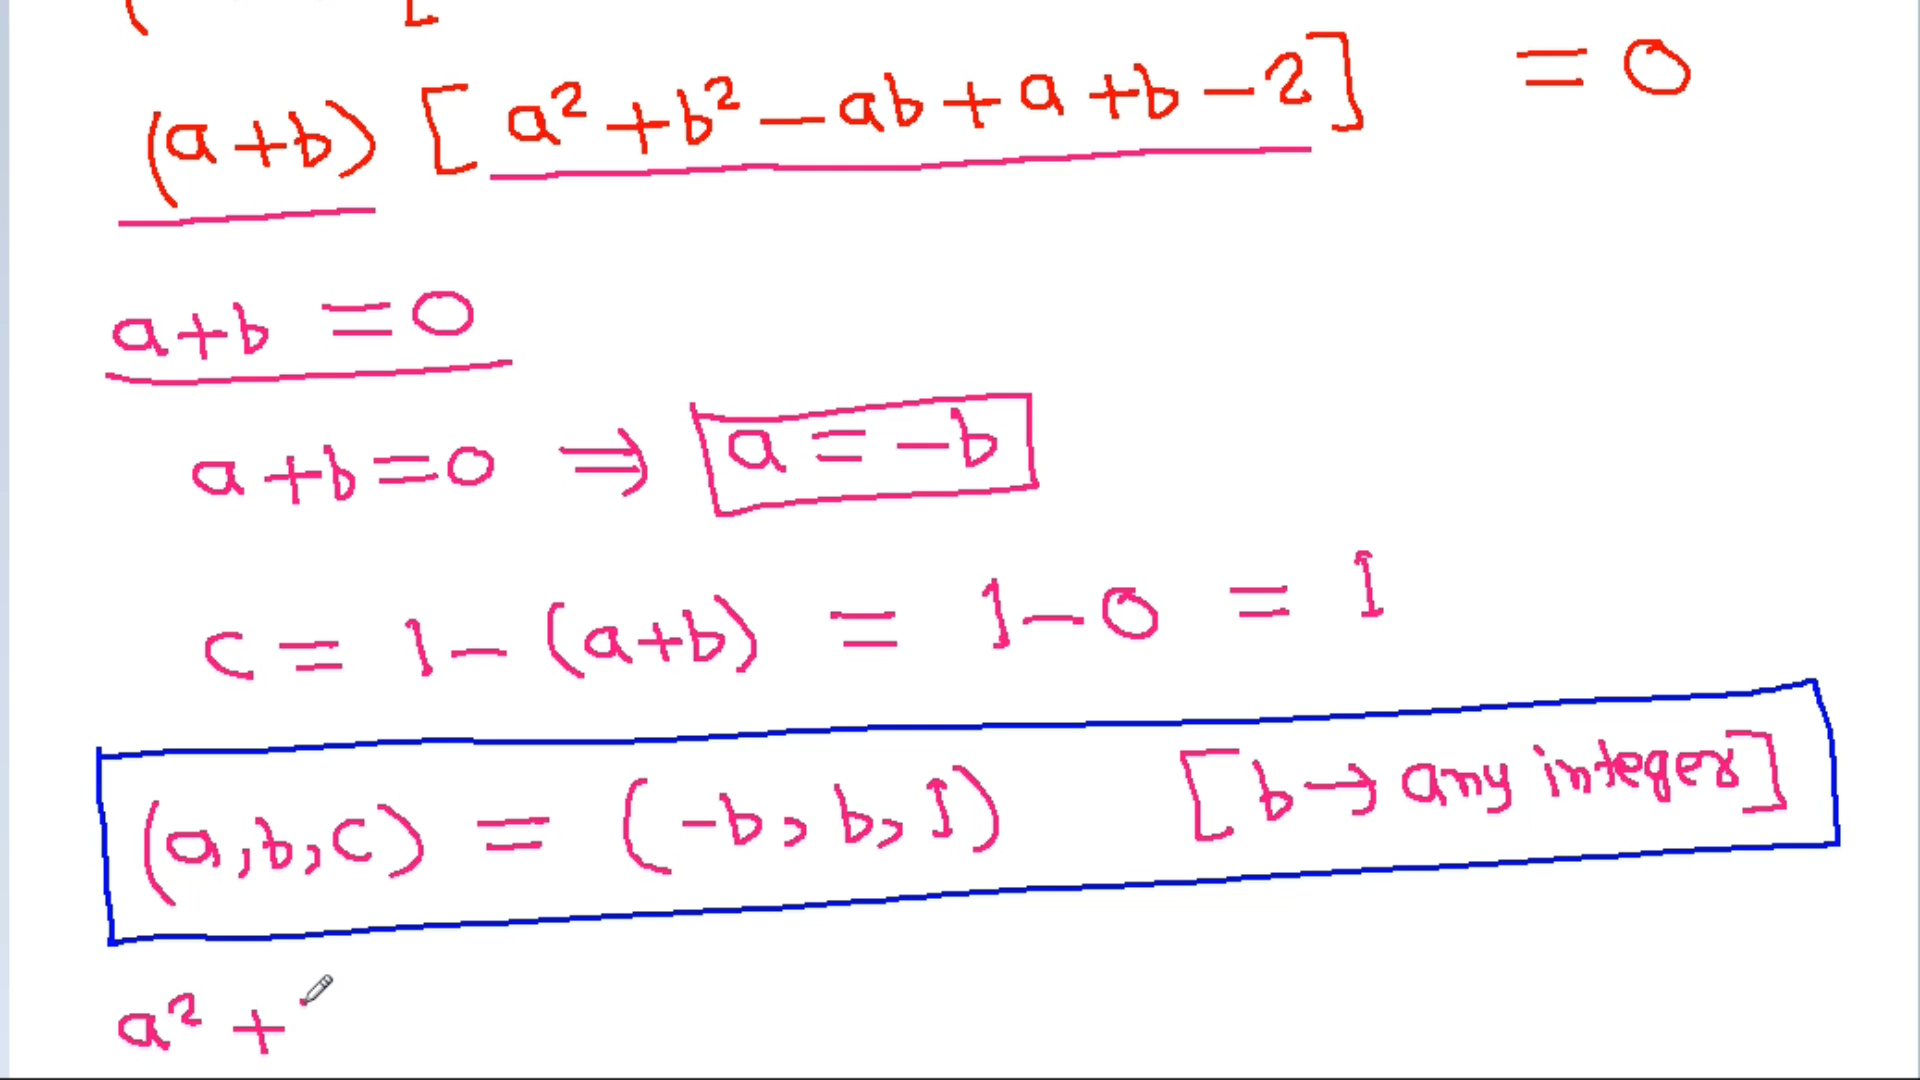 (a+b) [a²+b²-ab+a+b-2] = 0
a+b = 0
a+b=0 ⇒ a = -b
c = 1-(a+b) = 1-0 = 1
(a,b,c) = (-b,b,1) [b→ any integer]
a² +